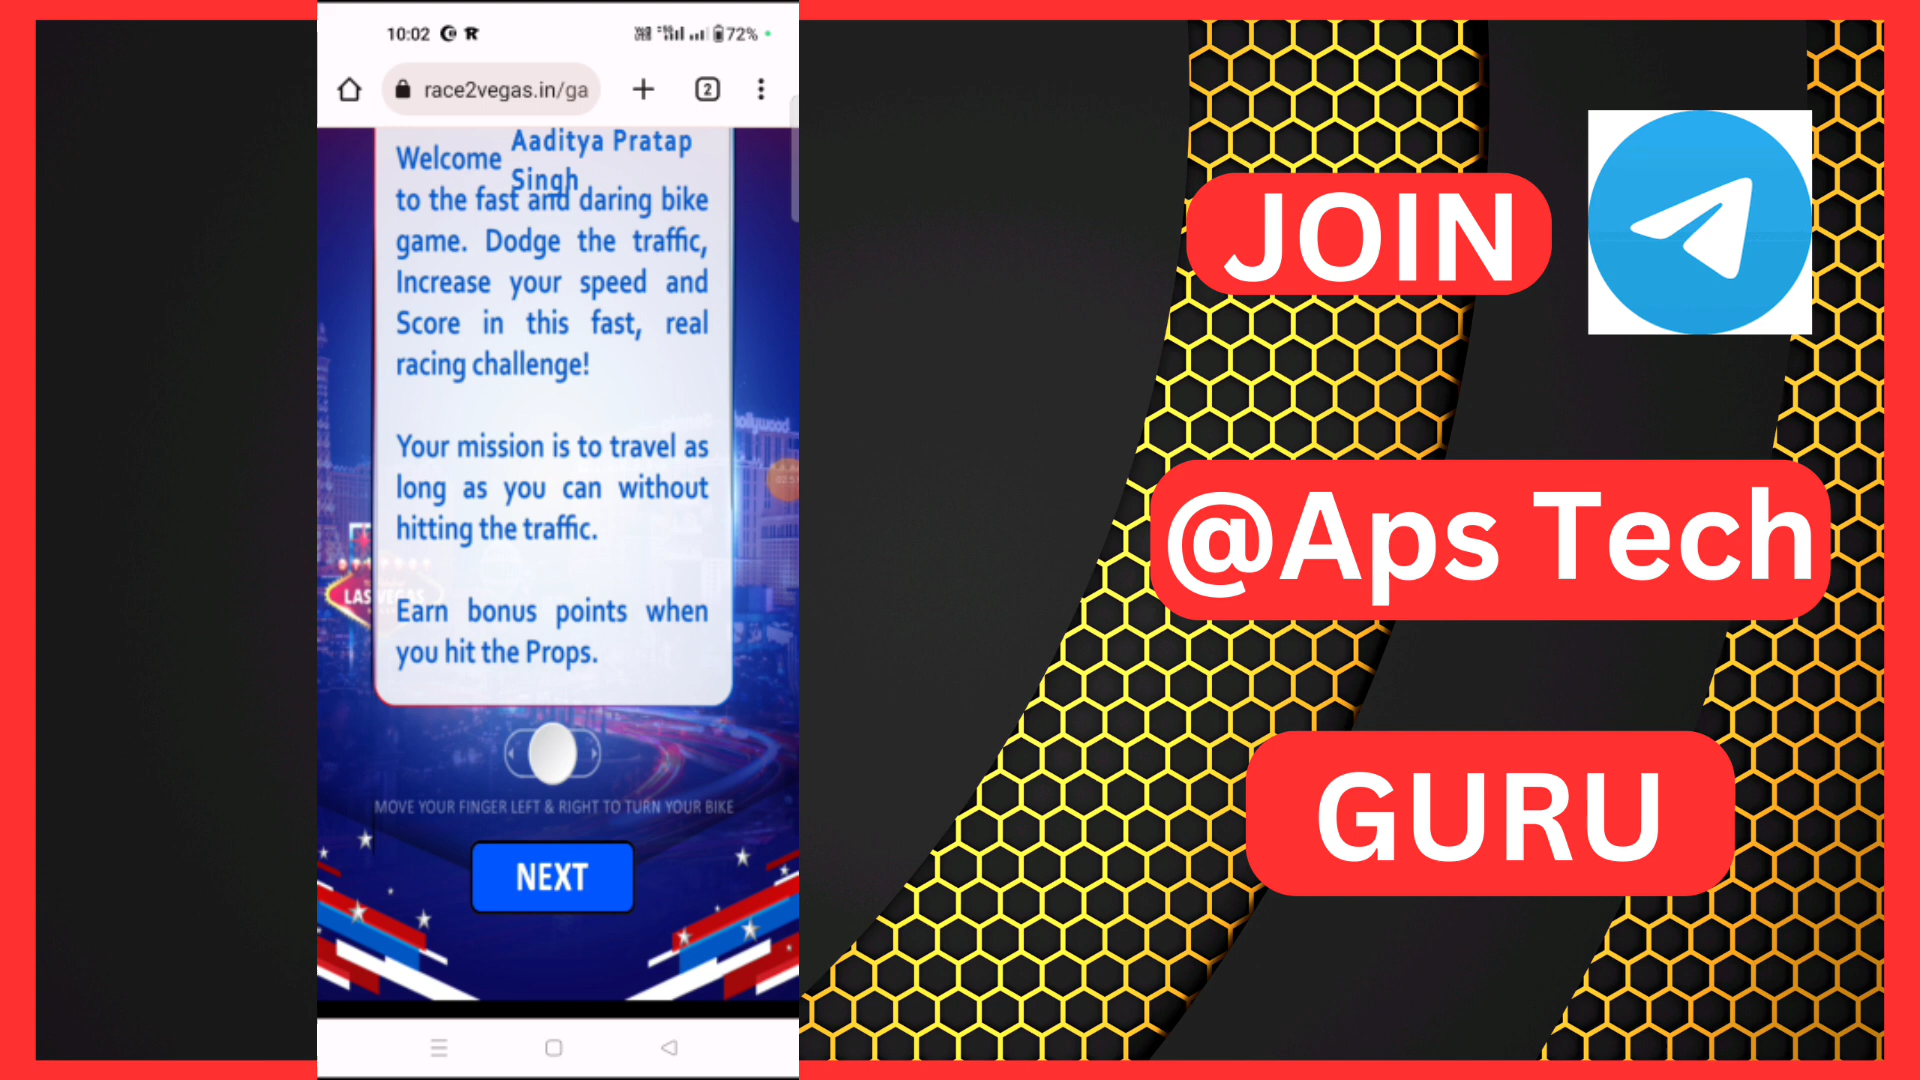 10:02
72%
race2vegas.in/ga
2
Aaditya Pratap
Welcome
Singh
to the fast and daring bike
game. Dodge the traffic,
Increase your speed and
Score in this fast, real
racing challenge!
Your mission is to travel as
long as you can without
hitting the traffic.
Earn bonus points when
you hit the Props.
hollywood
LAS VEGAS
MOVE YOUR FINGER LEFT & RIGHT TO TURN YOUR BIKE
NEXT
JOIN
@Aps Tech
GURU